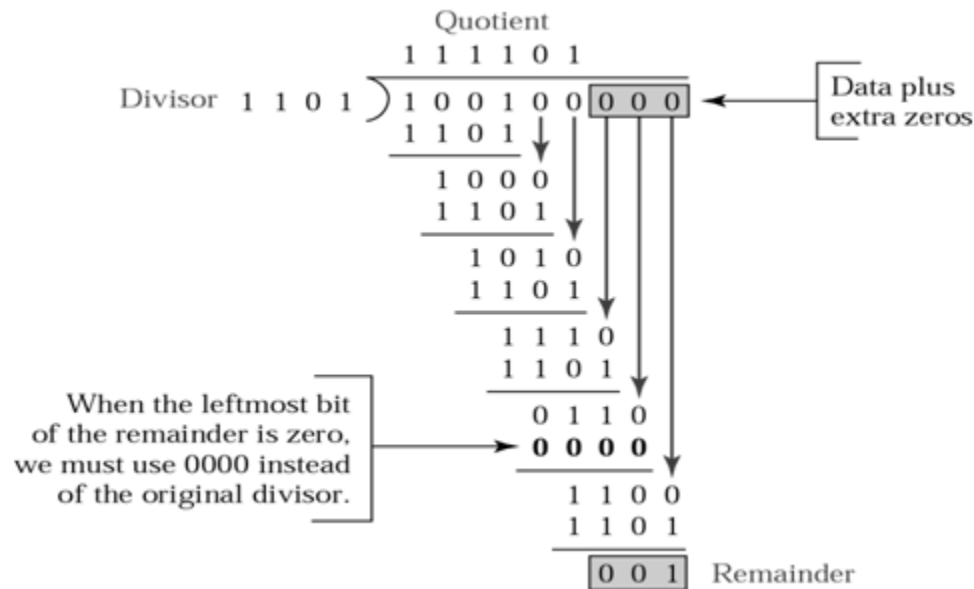 Quotient
1 1 1 1 0 1
Divisor 1 1 0 1 1 0 0 1 0 0 0 0 0
Data plus
extra zeros
1 1 0 1
1 0 0 0
1 1 0 1
1 0 1 0
1 1 0 1
1 1 1 0
1 1 0 1
When the leftmost bit
of the remainder is zero,
we must use 0000 instead
of the original divisor.
0 1 1 0
0 0 0 0
1 1 0 0
1 1 0 1
0 0 1 Remainder